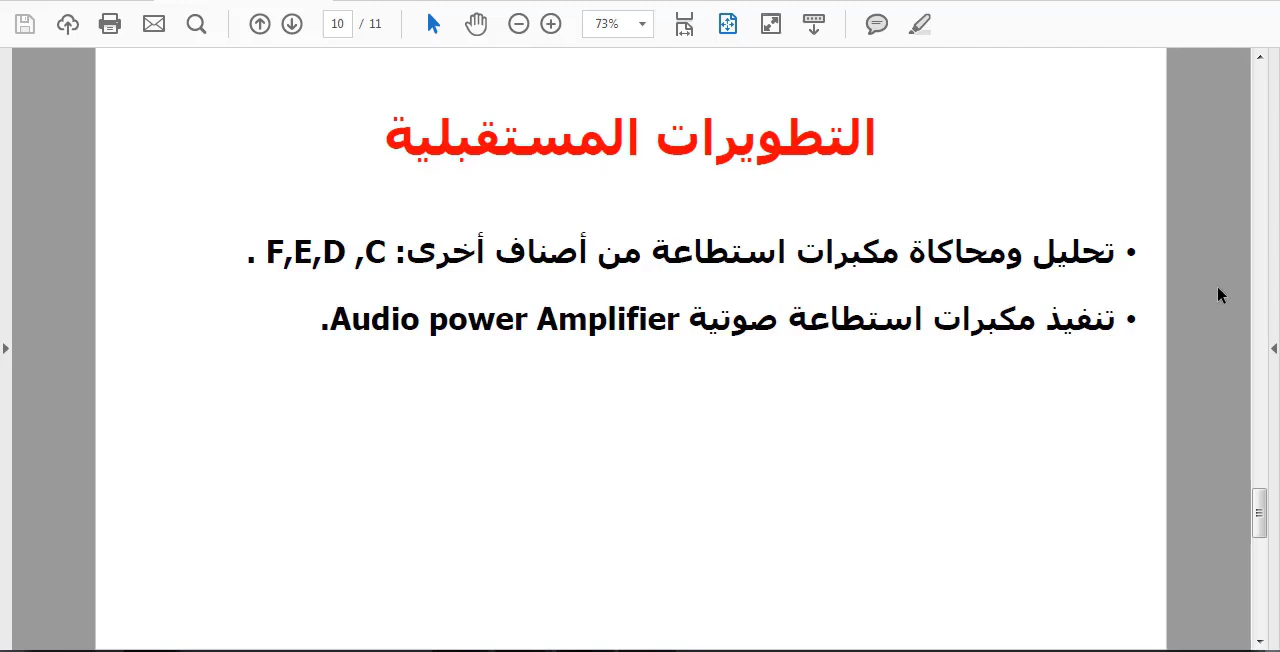 10 / 11
73%
التطويرات المستقبلية
• تحليل ومحاكاة مكبرات استطاعة من أصناف أخرى: F,E,D ,C .
• تنفيذ مكبرات استطاعة صوتية Audio power Amplifier.